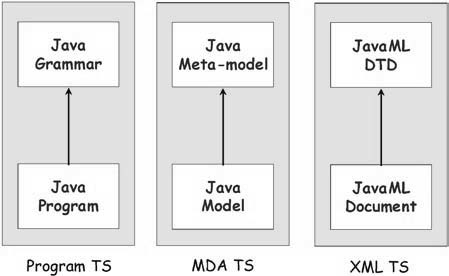 Java
Grammar
Java
Meta-model
JavaML
DTD
Java
Program
Java
Model
JavaML
Document
Program TS
MDA TS
XML TS